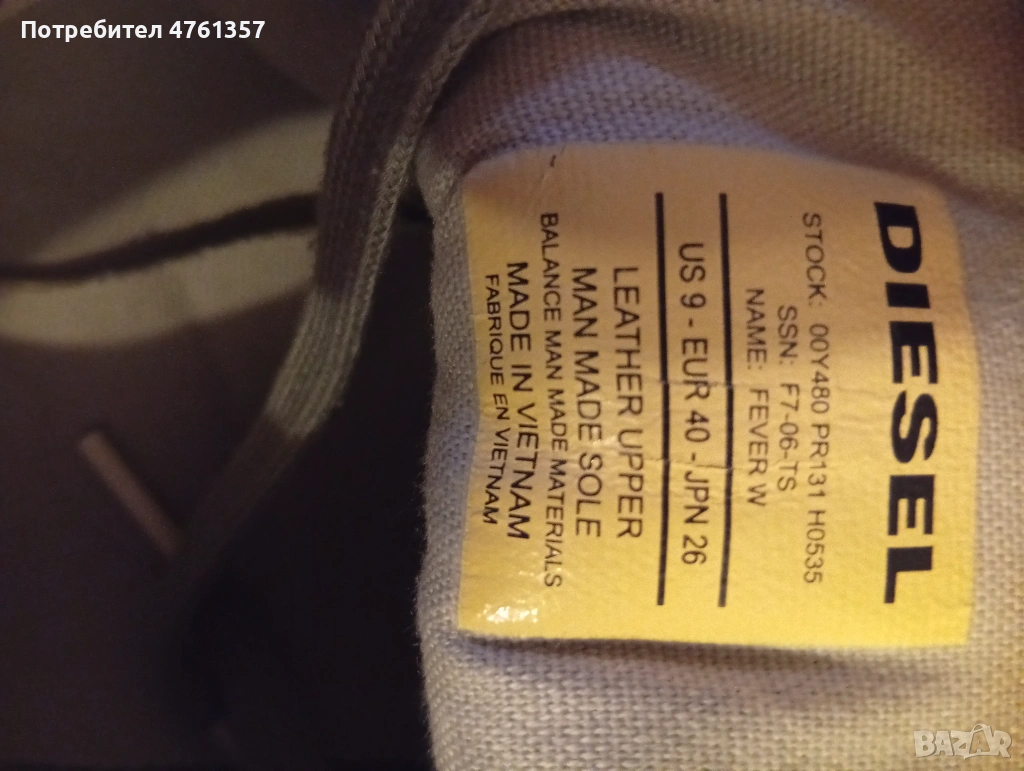 Потребител 4761357
DIESEL
STOCK: 00Y480 PR131 H0535
SSN: F7-06-TS
NAME: FEVER W
US 9 - EUR 40 - JPN 26
LEATHER UPPER
MAN MADE SOLE
BALANCE MAN MADE MATERIALS
MADE IN VIETNAM
FABRIQUE EN VIETNAM
BAZAR